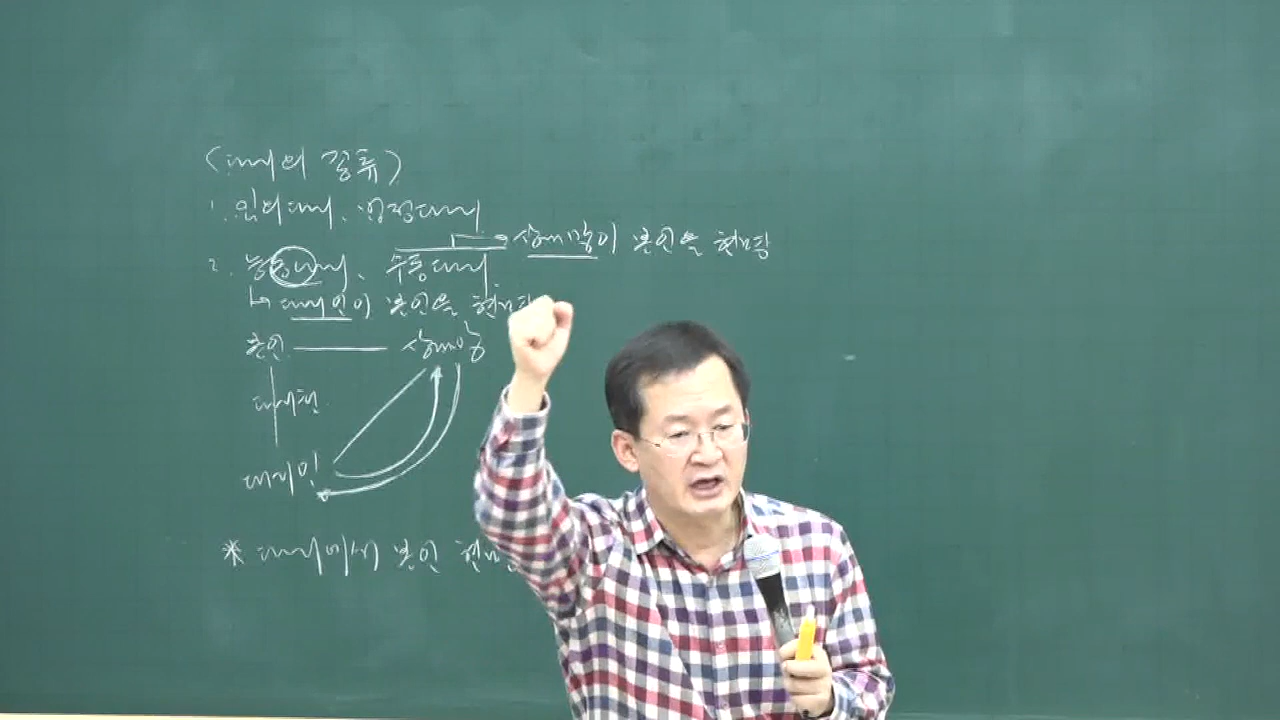 <대리의 종류>
1. 임의대리, 법정대리
2. 능동대리, 수동대리 → 상대방이 본인을 현명
↳ 대리인이 본인을 현명
본인 상대방
대리권
대리인
* 대리에서 본인 현명